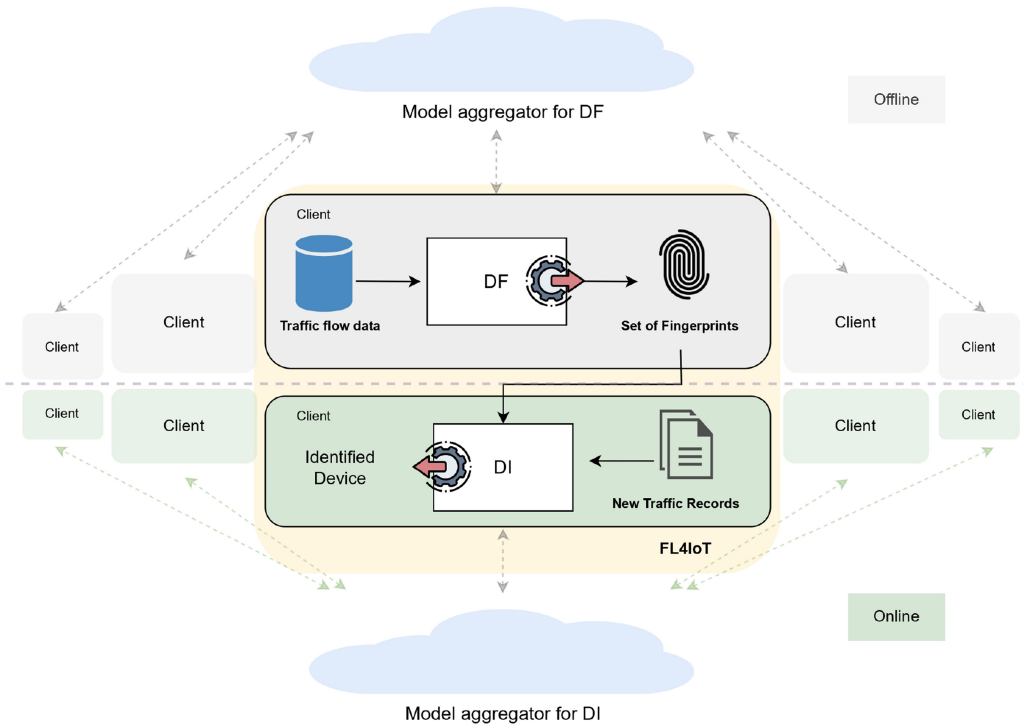 Model aggregator for DF
Offline
Client
Traffic flow data
DF
Set of Fingerprints
Client
Client
Client
Client
Client
Client
Client
Client
Client
Identified
Device
DI
New Traffic Records
FL4IoT
Online
Model aggregator for DI